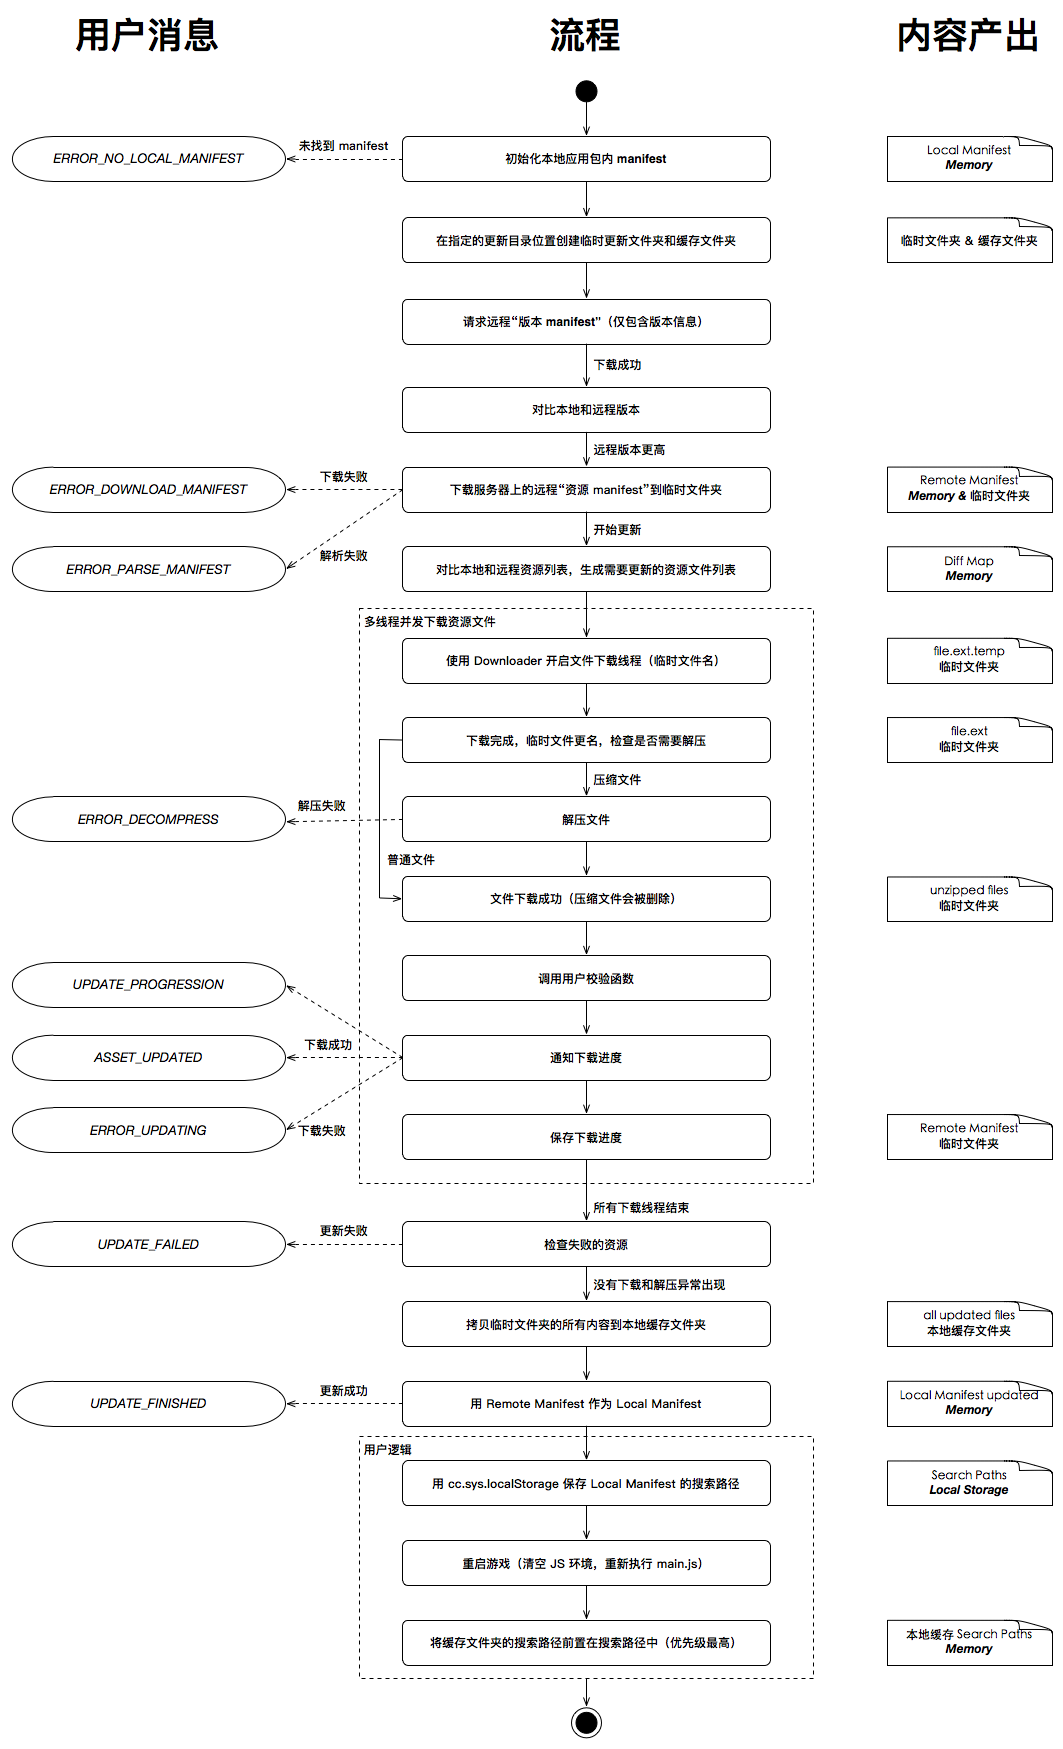 用户消息
流程
内容产出
未找到 manifest
ERROR_NO_LOCAL_MANIFEST
初始化本地应用包内 manifest
Local Manifest
Memory
在指定的更新目录位置创建临时更新文件夹和缓存文件夹
临时文件夹 & 缓存文件夹
请求远程“版本 manifest”（仅包含版本信息）
下载成功
对比本地和远程版本
远程版本更高
下载失败
ERROR_DOWNLOAD_MANIFEST
下载服务器上的远程“资源 manifest”到临时文件夹
Remote Manifest
Memory & 临时文件夹
开始更新
解析失败
ERROR_PARSE_MANIFEST
对比本地和远程资源列表，生成需要更新的资源文件列表
Diff Map
Memory
多线程并发下载资源文件
使用 Downloader 开启文件下载线程（临时文件名）
file.ext.temp
临时文件夹
下载完成，临时文件更名，检查是否需要解压
file.ext
临时文件夹
压缩文件
解压失败
ERROR_DECOMPRESS
解压文件
普通文件
文件下载成功（压缩文件会被删除）
unzipped files
临时文件夹
调用用户校验函数
UPDATE_PROGRESSION
下载成功
ASSET_UPDATED
通知下载进度
ERROR_UPDATING
下载失败
保存下载进度
Remote Manifest
临时文件夹
所有下载线程结束
更新失败
UPDATE_FAILED
检查失败的资源
没有下载和解压异常出现
拷贝临时文件夹的所有内容到本地缓存文件夹
all updated files
本地缓存文件夹
更新成功
UPDATE_FINISHED
用 Remote Manifest 作为 Local Manifest
Local Manifest updated
Memory
用户逻辑
用 cc.sys.localStorage 保存 Local Manifest 的搜索路径
Search Paths
Local Storage
重启游戏（清空 JS 环境，重新执行 main.js）
将缓存文件夹的搜索路径前置在搜索路径中（优先级最高）
本地缓存 Search Paths
Memory